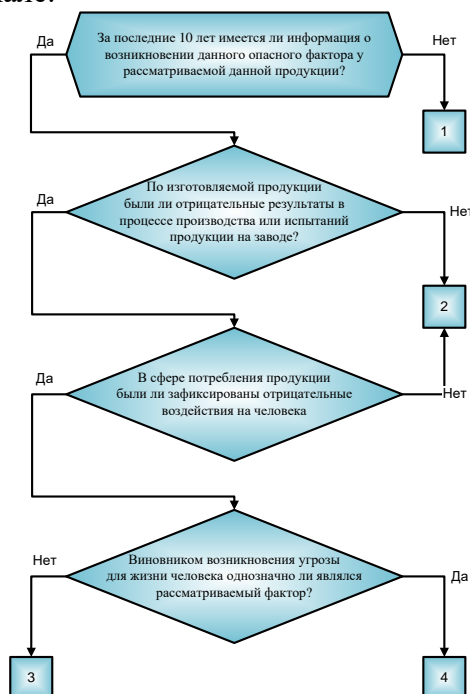 Да
За последние 10 лет имеется ли информация о
возникновении данного опасного фактора у
рассматриваемой данной продукции?
Нет
1
Да
По изготовляемой продукции
были ли отрицательные результаты в
процессе производства или испытаний
продукции на заводе?
Нет
2
Да
В сфере потребления продукции
были ли зафиксированы отрицательные
воздействия на человека
Нет
Нет
Виновником возникновения угрозы
для жизни человека однозначно ли являлся
рассматриваемый фактор?
Да
3
4